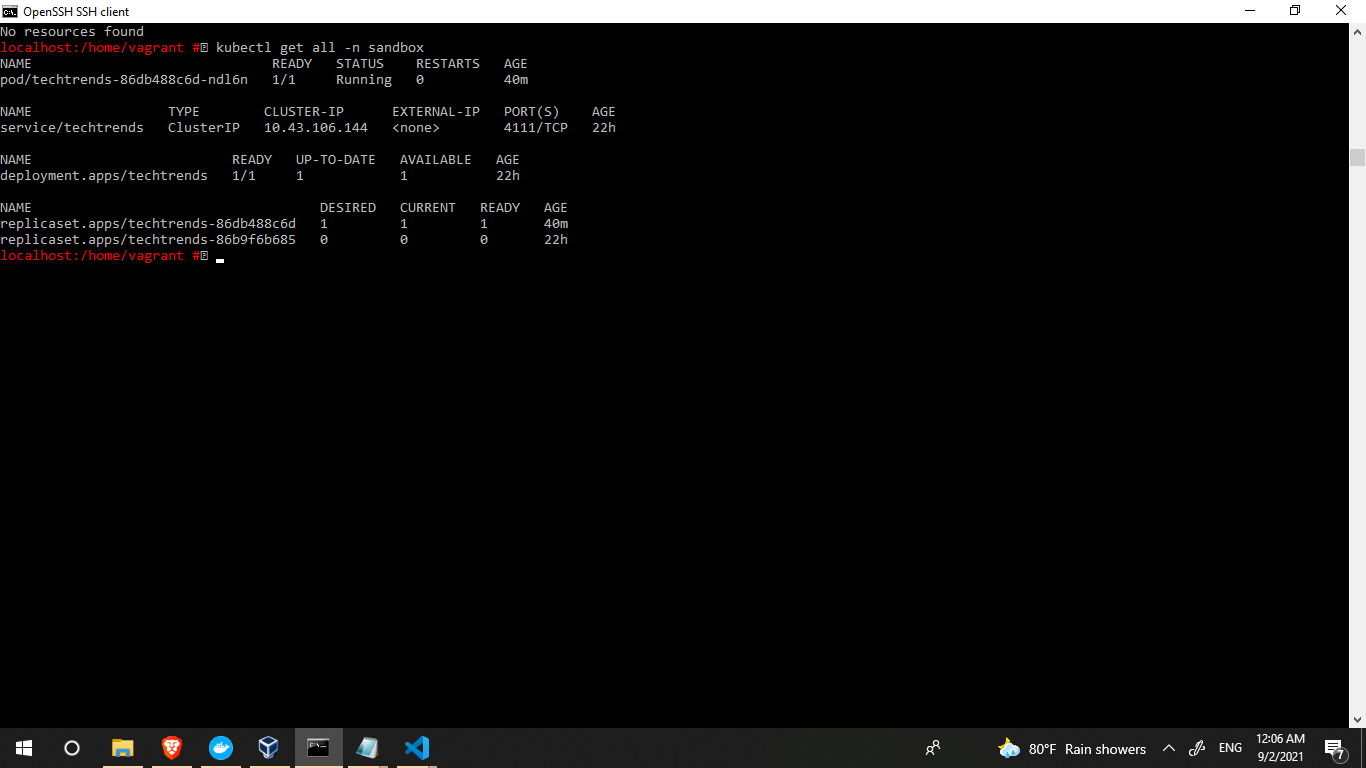 OpenSSH SSH client
No resources found
localhost:/home/vagrant # kubectl get all -n sandbox
NAME                              READY   STATUS    RESTARTS   AGE
pod/techtrends-86db488c6d-ndl6n   1/1     Running   0          40m
NAME                 TYPE        CLUSTER-IP      EXTERNAL-IP   PORT(S)    AGE
service/techtrends   ClusterIP   10.43.106.144   <none>        4111/TCP   22h
NAME                         READY   UP-TO-DATE   AVAILABLE   AGE
deployment.apps/techtrends   1/1     1            1           22h
NAME                                    DESIRED   CURRENT   READY   AGE
replicaset.apps/techtrends-86db488c6d   1         1         1       40m
replicaset.apps/techtrends-86b9f6b685   0         0         0       22h
localhost:/home/vagrant #
80°F Rain showers
ENG
12:06 AM
9/2/2021
7